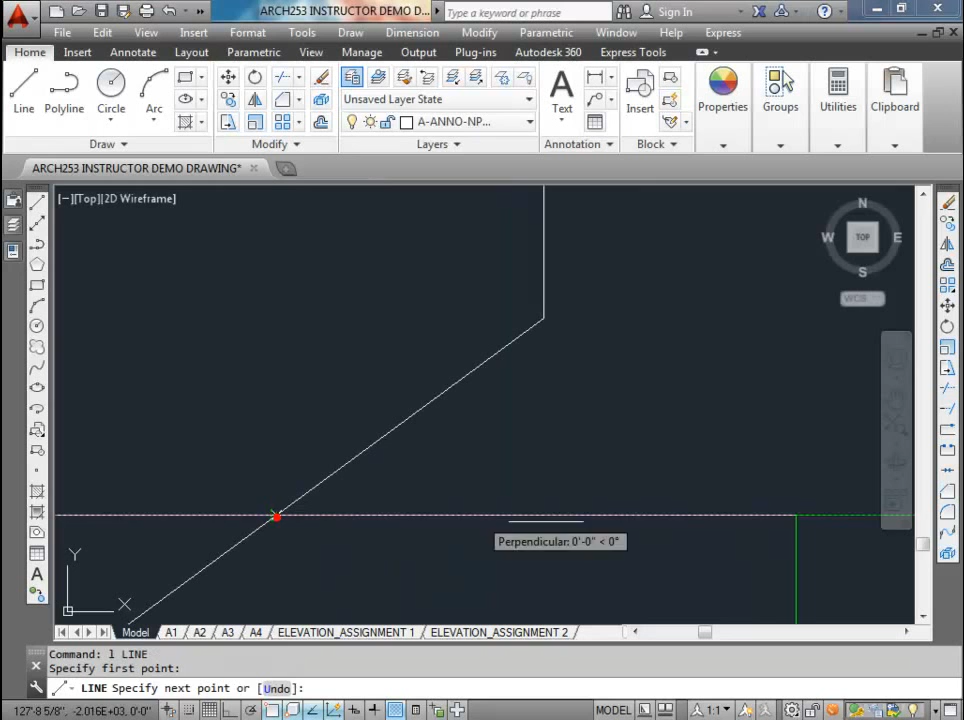 ARCH253 INSTRUCTOR DEMO D...
Type a keyword or phrase
Sign In
File Edit View Insert Format Tools Draw Dimension Modify Parametric Window Help Express
Home Insert Annotate Layout Parametric View Manage Output Plug-ins Autodesk 360 Express Tools
Line Polyline Circle Arc
Unsaved Layer State
A-ANNO-NP...
Text
Insert
Properties Groups Utilities Clipboard
Draw Modify Layers Annotation Block
ARCH253 INSTRUCTOR DEMO DRAWING*
[−][Top][2D Wireframe]
N
W TOP E
S
WCS
Perpendicular: 0'-0" < 0°
Y
X
A
Model A1 A2 A3 A4 ELEVATION_ASSIGNMENT 1 ELEVATION_ASSIGNMENT 2
Command: l LINE
Specify first point:
LINE Specify next point or [Undo]:
127'-8 5/8", -2.016E+03, 0'-0" MODEL 1:1